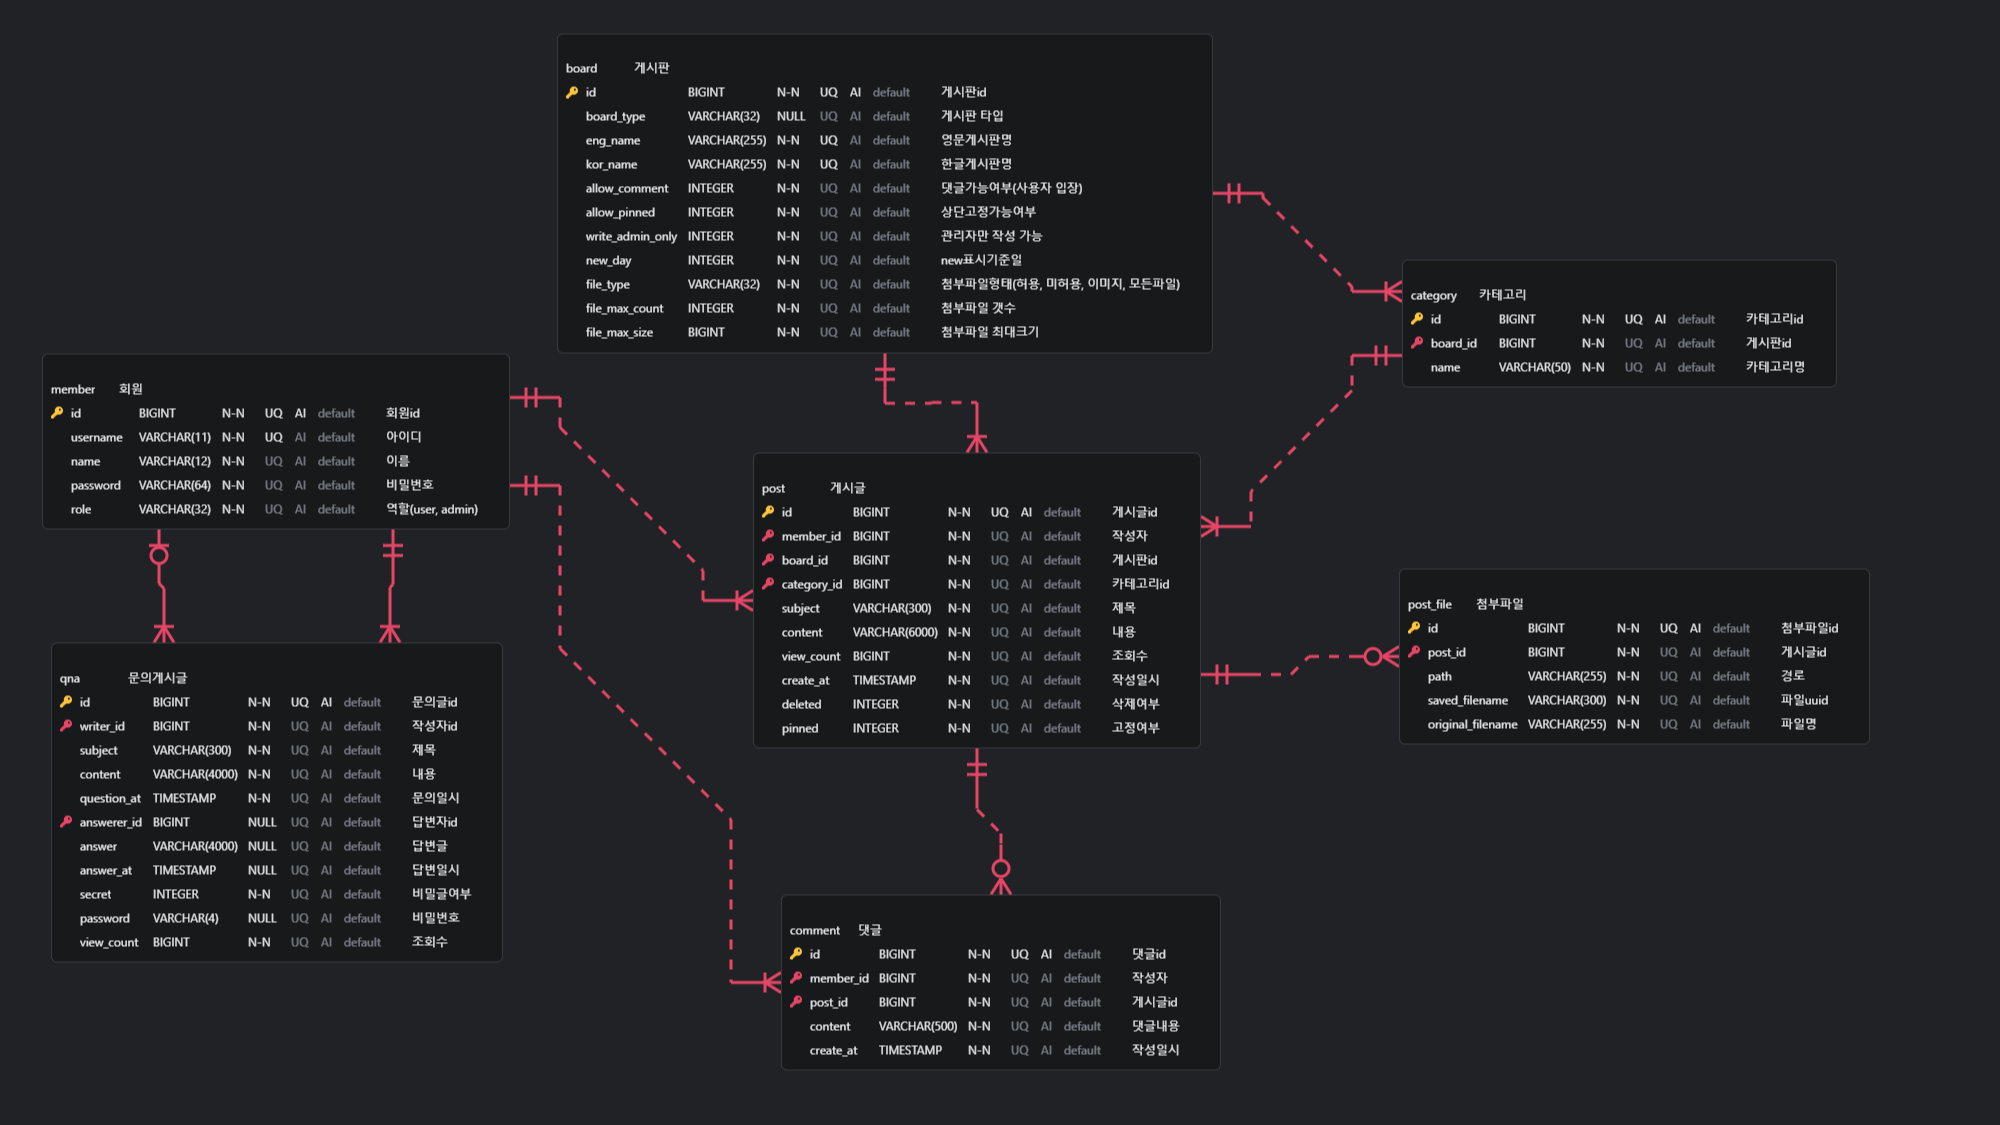 board 게시판
id BIGINT N-N UQ AI default 게시판id
board_type VARCHAR(32) NULL UQ AI default 게시판 타입
eng_name VARCHAR(255) N-N UQ AI default 영문게시판명
kor_name VARCHAR(255) N-N UQ AI default 한글게시판명
allow_comment INTEGER N-N UQ AI default 댓글가능여부(사용자 입장)
allow_pinned INTEGER N-N UQ AI default 상단고정가능여부
write_admin_only INTEGER N-N UQ AI default 관리자만 작성 가능
new_day INTEGER N-N UQ AI default new표시기준일
file_type VARCHAR(32) N-N UQ AI default 첨부파일형태(허용, 미허용, 이미지, 모든파일)
file_max_count INTEGER N-N UQ AI default 첨부파일 갯수
file_max_size BIGINT N-N UQ AI default 첨부파일 최대크기
category 카테고리
id BIGINT N-N UQ AI default 카테고리id
board_id BIGINT N-N UQ AI default 게시판id
name VARCHAR(50) N-N UQ AI default 카테고리명
member 회원
id BIGINT N-N UQ AI default 회원id
username VARCHAR(11) N-N UQ AI default 아이디
name VARCHAR(12) N-N UQ AI default 이름
password VARCHAR(64) N-N UQ AI default 비밀번호
role VARCHAR(32) N-N UQ AI default 역할(user, admin)
post 게시글
id BIGINT N-N UQ AI default 게시글id
member_id BIGINT N-N UQ AI default 작성자
board_id BIGINT N-N UQ AI default 게시판id
category_id BIGINT N-N UQ AI default 카테고리id
subject VARCHAR(300) N-N UQ AI default 제목
content VARCHAR(6000) N-N UQ AI default 내용
view_count BIGINT N-N UQ AI default 조회수
create_at TIMESTAMP N-N UQ AI default 작성일시
deleted INTEGER N-N UQ AI default 삭제여부
pinned INTEGER N-N UQ AI default 고정여부
post_file 첨부파일
id BIGINT N-N UQ AI default 첨부파일id
post_id BIGINT N-N UQ AI default 게시글id
path VARCHAR(255) N-N UQ AI default 경로
saved_filename VARCHAR(300) N-N UQ AI default 파일uuid
original_filename VARCHAR(255) N-N UQ AI default 파일명
qna 문의게시글
id BIGINT N-N UQ AI default 문의글id
writer_id BIGINT N-N UQ AI default 작성자id
subject VARCHAR(300) N-N UQ AI default 제목
content VARCHAR(4000) N-N UQ AI default 내용
question_at TIMESTAMP N-N UQ AI default 문의일시
answerer_id BIGINT NULL UQ AI default 답변자id
answer VARCHAR(4000) NULL UQ AI default 답변글
answer_at TIMESTAMP NULL UQ AI default 답변일시
secret INTEGER N-N UQ AI default 비밀글여부
password VARCHAR(4) NULL UQ AI default 비밀번호
view_count BIGINT N-N UQ AI default 조회수
comment 댓글
id BIGINT N-N UQ AI default 댓글id
member_id BIGINT N-N UQ AI default 작성자
post_id BIGINT N-N UQ AI default 게시글id
content VARCHAR(500) N-N UQ AI default 댓글내용
create_at TIMESTAMP N-N UQ AI default 작성일시